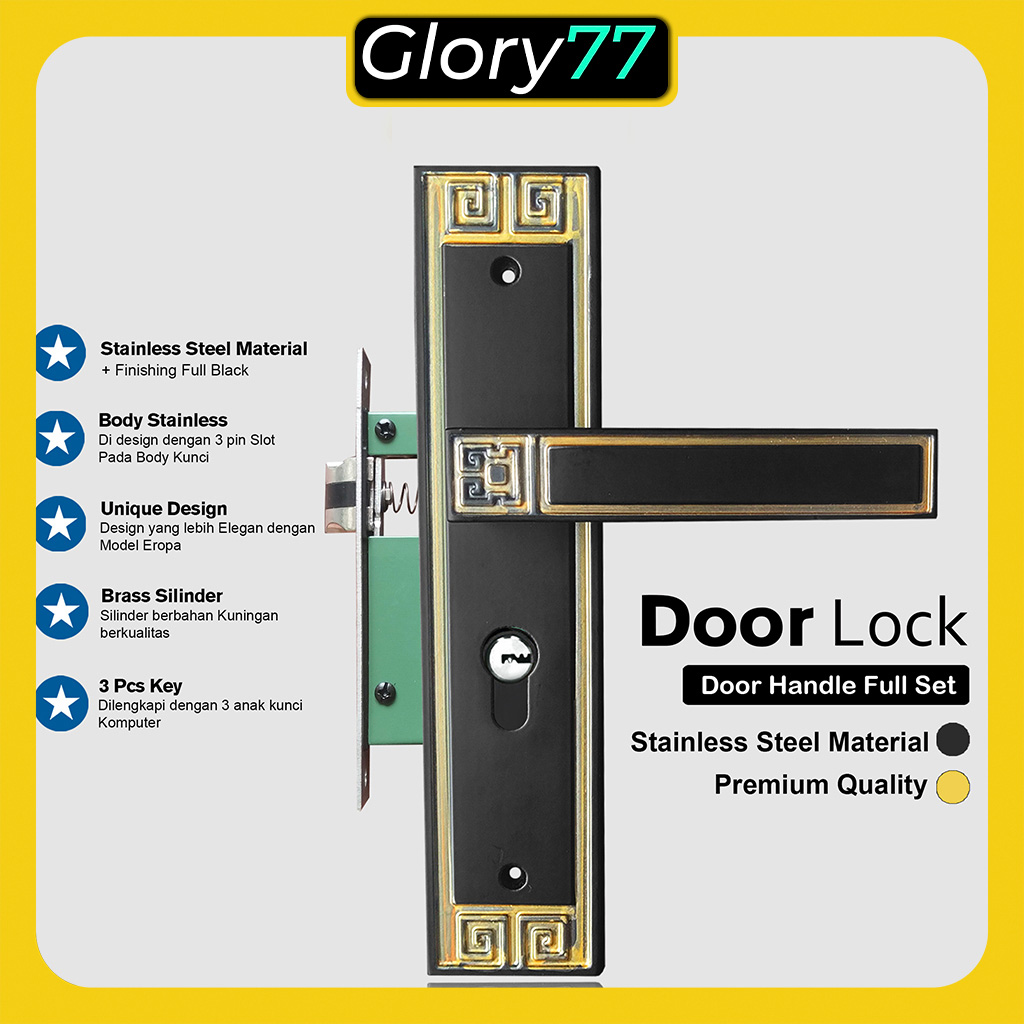 Glory77
Stainless Steel Material
+ Finishing Full Black
Body Stainless
Di design dengan 3 pin Slot
Pada Body Kunci
Unique Design
Design yang lebih Elegan dengan
Model Eropa
Brass Silinder
Silinder berbahan Kuningan
berkualitas
3 Pcs Key
Dilengkapi dengan 3 anak kunci
Komputer
Door Lock
Door Handle Full Set
Stainless Steel Material
Premium Quality